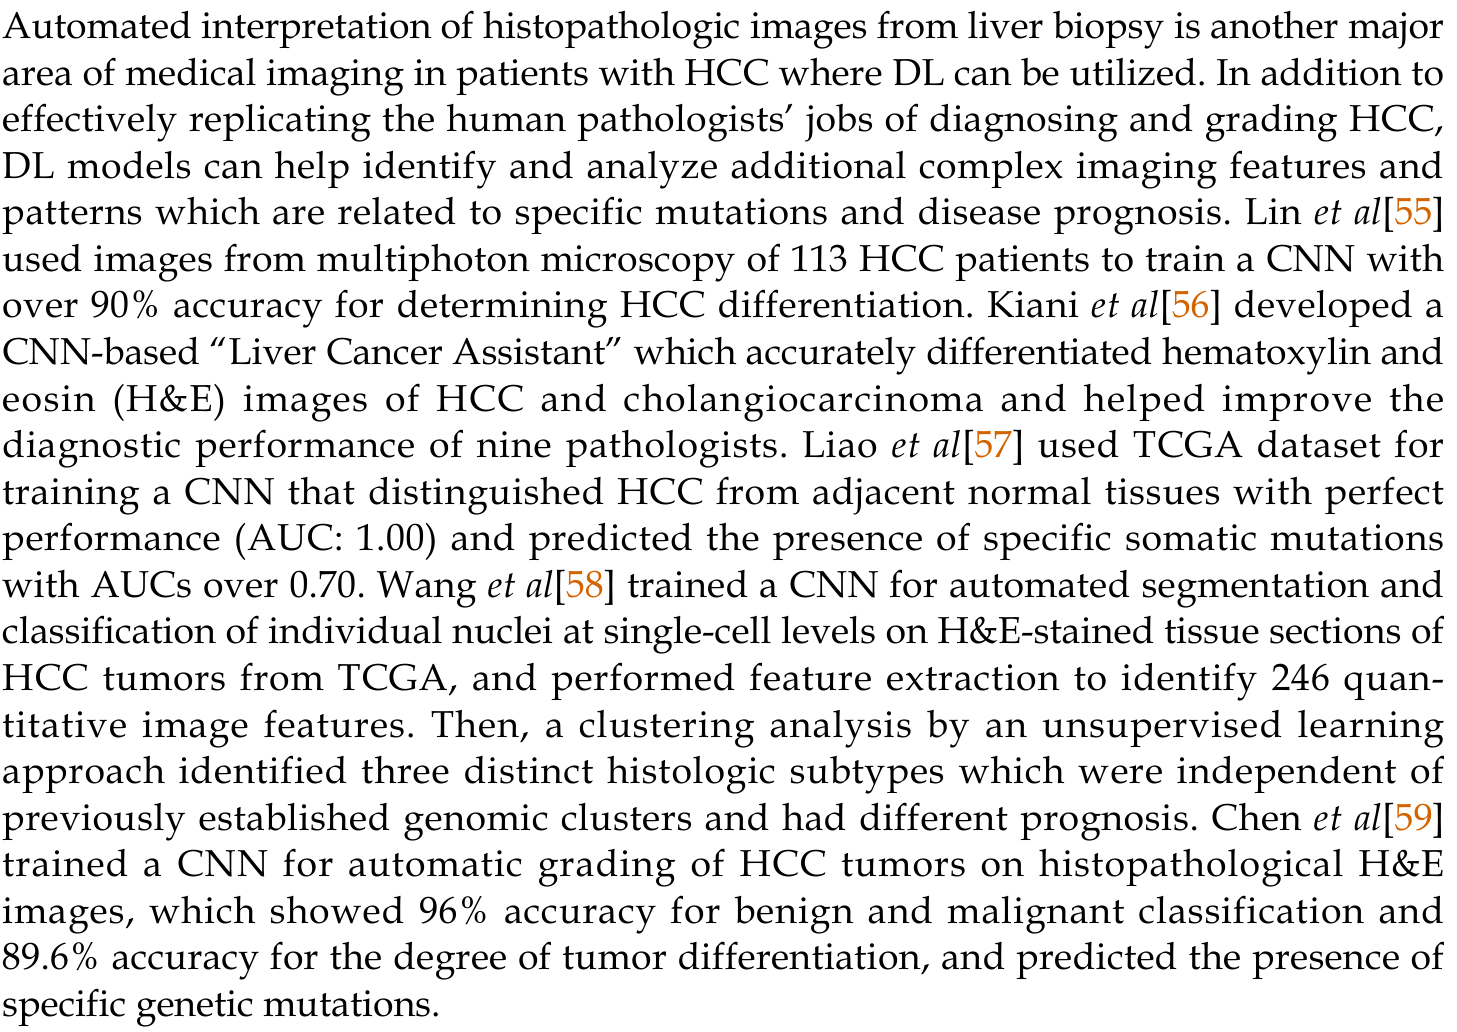 Automated interpretation of histopathologic images from liver biopsy is another major
area of medical imaging in patients with HCC where DL can be utilized. In addition to
effectively replicating the human pathologists’ jobs of diagnosing and grading HCC,
DL models can help identify and analyze additional complex imaging features and
patterns which are related to specific mutations and disease prognosis. Lin et al[55]
used images from multiphoton microscopy of 113 HCC patients to train a CNN with
over 90% accuracy for determining HCC differentiation. Kiani et al[56] developed a
CNN-based “Liver Cancer Assistant” which accurately differentiated hematoxylin and
eosin (H&E) images of HCC and cholangiocarcinoma and helped improve the
diagnostic performance of nine pathologists. Liao et al[57] used TCGA dataset for
training a CNN that distinguished HCC from adjacent normal tissues with perfect
performance (AUC: 1.00) and predicted the presence of specific somatic mutations
with AUCs over 0.70. Wang et al[58] trained a CNN for automated segmentation and
classification of individual nuclei at single-cell levels on H&E-stained tissue sections of
HCC tumors from TCGA, and performed feature extraction to identify 246 quan-
titative image features. Then, a clustering analysis by an unsupervised learning
approach identified three distinct histologic subtypes which were independent of
previously established genomic clusters and had different prognosis. Chen et al[59]
trained a CNN for automatic grading of HCC tumors on histopathological H&E
images, which showed 96% accuracy for benign and malignant classification and
89.6% accuracy for the degree of tumor differentiation, and predicted the presence of
specific genetic mutations.